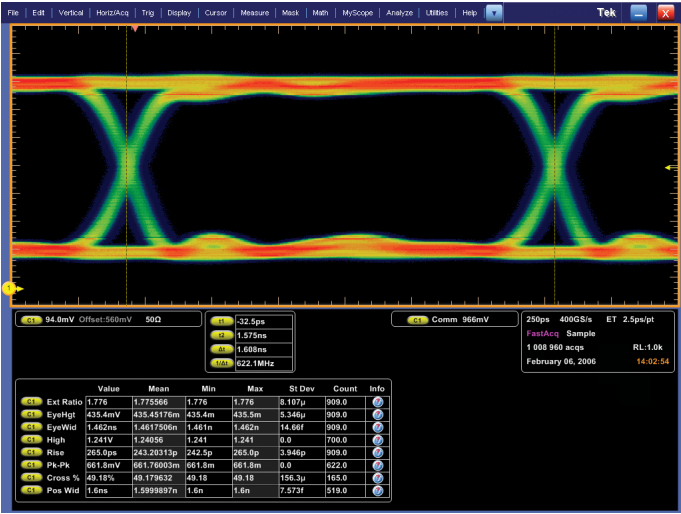 File | Edit | Vertical | Horiz/Acq | Trig | Display | Cursor | Measure | Mask | Math | MyScope | Analyze | Utilities | Help | Tek X
1
C1 94.0mV Offset:560mV 50Ω
t1 -32.5ps
t2 1.575ns
Δt 1.608ns
1/Δt 622.1MHz
C1 Comm 966mV
250ps 400GS/s ET 2.5ps/pt
FastAcq Sample
1 008 960 acqs RL:1.0k
February 06, 2006 14:02:54
Value Mean Min Max St Dev Count Info
C1 Ext Ratio 1.776 1.775566 1.776 1.776 8.107µ 909.0
C1 EyeHgt 435.4mV 435.45176m 435.4m 435.5m 5.346µ 909.0
C1 EyeWid 1.462ns 1.4617506n 1.461n 1.462n 14.66f 909.0
C1 High 1.241V 1.24056 1.241 1.241 0.0 700.0
C1 Rise 265.0ps 243.20313p 242.5p 265.0p 3.946p 909.0
C1 Pk-Pk 661.8mV 661.76003m 661.8m 661.8m 0.0 622.0
C1 Cross % 49.18% 49.179632 49.18 49.18 156.3µ 165.0
C1 Pos Wid 1.6ns 1.5999897n 1.6n 1.6n 7.573f 519.0